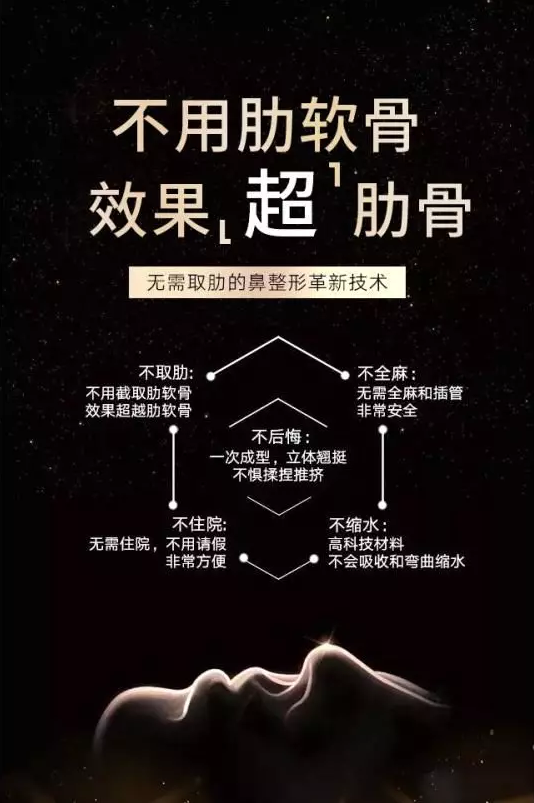 不用肋软骨
效果「超」肋骨
无需取肋的鼻整形革新技术
不取肋:
不用截取肋软骨
效果超越肋软骨
不全麻：
无需全麻和插管
非常安全
不后悔：
一次成型，立体翘挺
不惧揉捏推挤
不住院:
无需住院，不用请假
非常方便
不缩水：
高科技材料
不会吸收和弯曲缩水